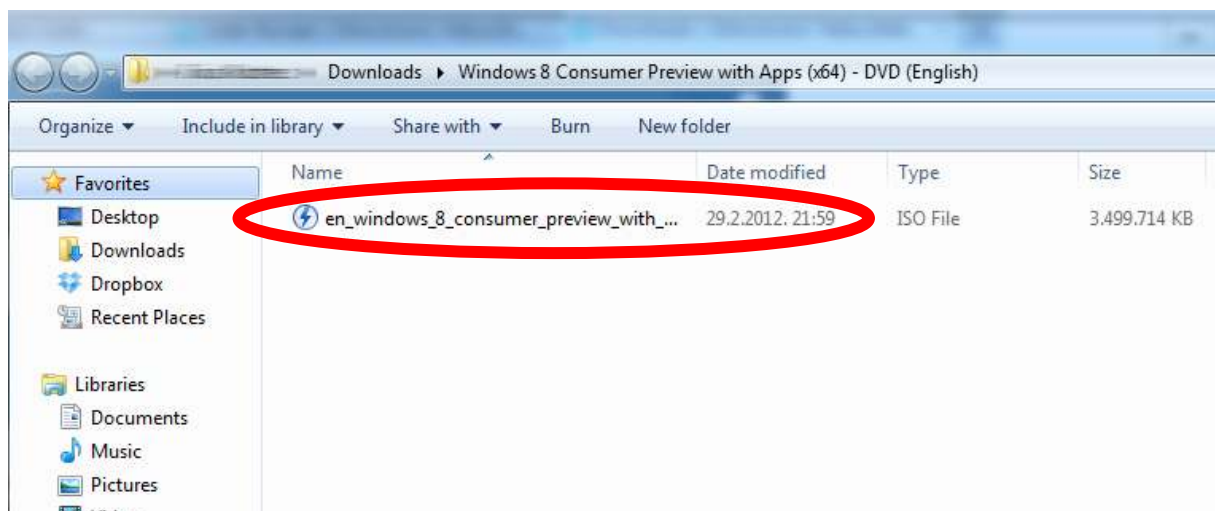 Downloads Windows 8 Consumer Preview with Apps (x64) - DVD (English)
Organize Include in library Share with Burn New folder
Name Date modified Type Size
en_windows_8_consumer_preview_with_... 29.2.2012. 21:59 ISO File 3.499.714 KB
Favorites
Desktop
Downloads
Dropbox
Recent Places
Libraries
Documents
Music
Pictures